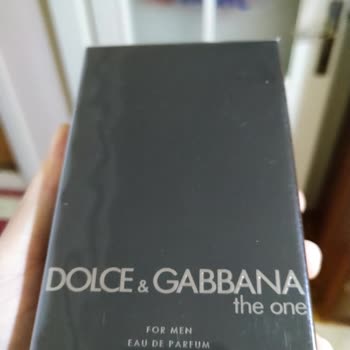 DOLCE & GABBANA
the one
FOR MEN
EAU DE PARFUM